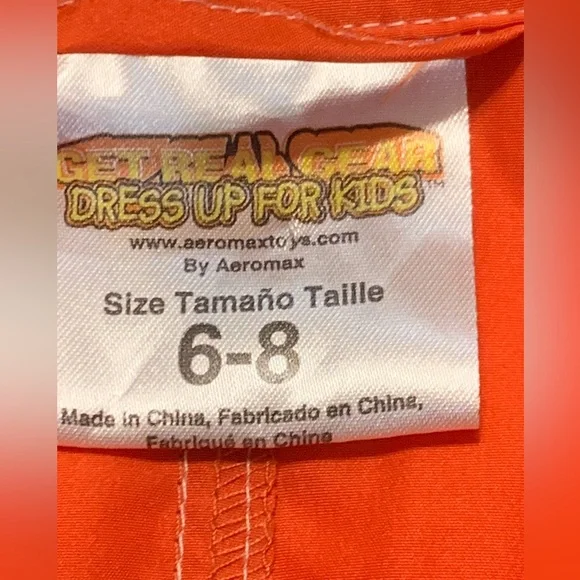 GET REAL GEAR
DRESS UP FOR KIDS™
www.aeromaxtoys.com
By Aeromax
Size Tamaño Taille
6-8
Made in China, Fabricado en China,
Fabriqué en Chine